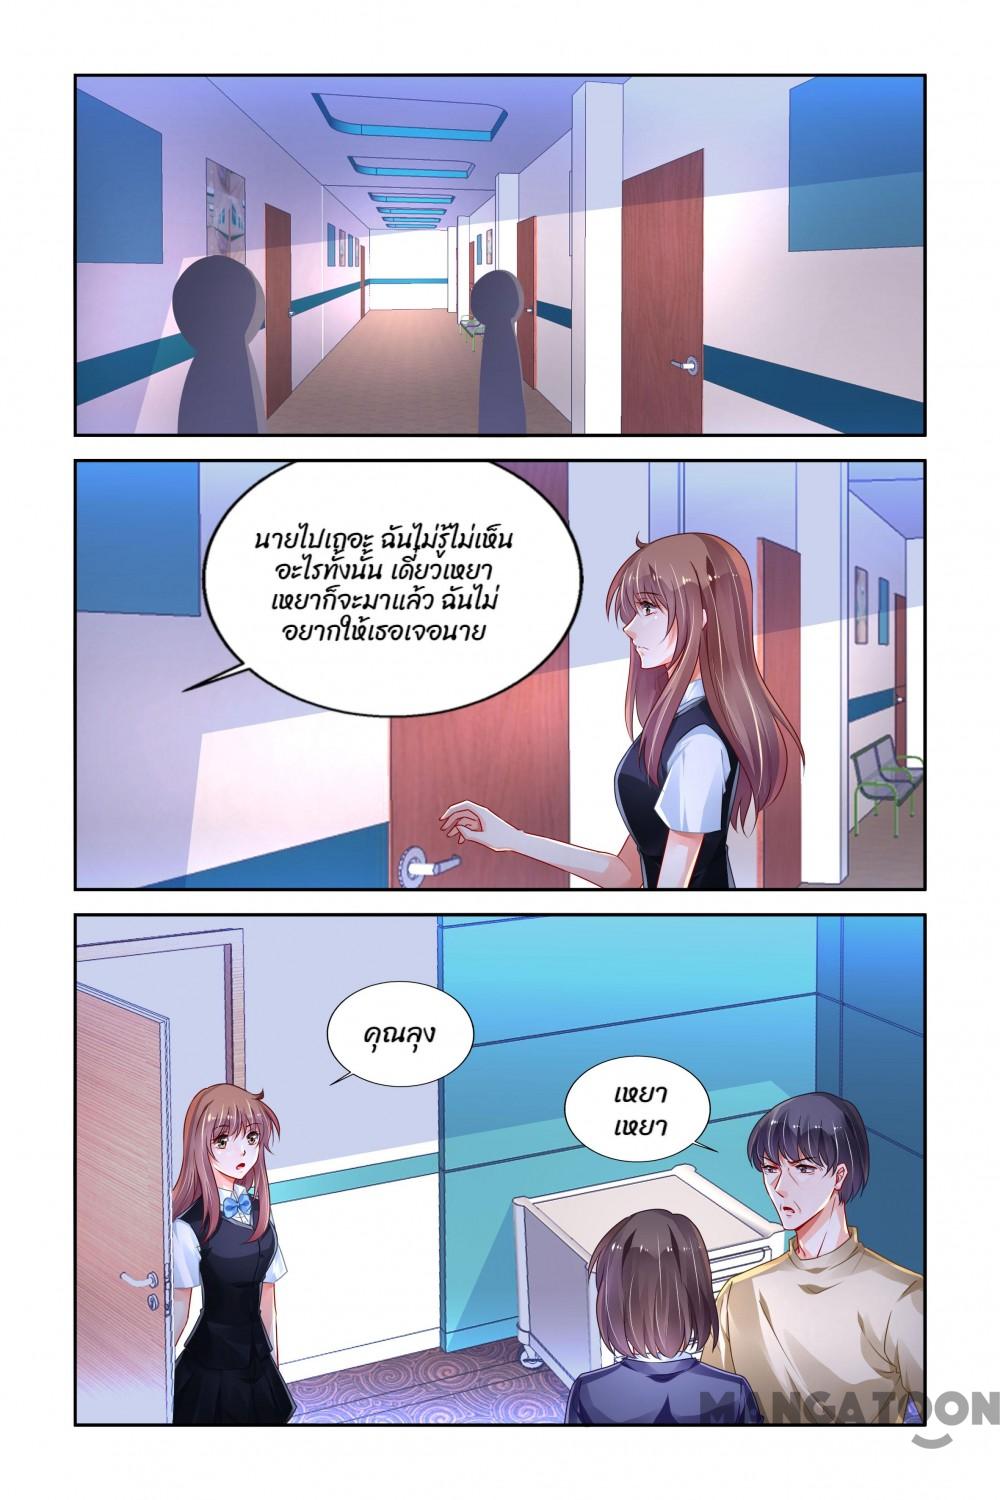 นายไปเถอะ ฉันไม่รู้ไม่เห็น
อะไรทั้งนั้น เดี๋ยวเหยา
เหยาก็จะมาแล้ว ฉันไม่
อยากให้เธอเจอนาย
คุณลุง
เหยา
เหยา
MANGATOON